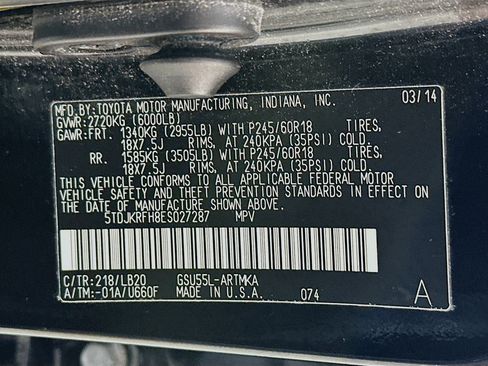 MFD. BY: TOYOTA MOTOR MANUFACTURING, INDIANA, INC. 03/14
GVWR: 2720KG (6000LB)
GAWR: FRT. 1340KG (2955LB) WITH P245/60R18 TIRES,
18X7.5J RIMS, AT 240KPA (35PSI) COLD.
RR. 1585KG (3505LB) WITH P245/60R18 TIRES,
18X7.5J RIMS, AT 240KPA (35PSI) COLD.
THIS VEHICLE CONFORMS TO ALL APPLICABLE FEDERAL MOTOR
VEHICLE SAFETY AND THEFT PREVENTION STANDARDS IN EFFECT
ON THE DATE OF MANUFACTURE SHOWN ABOVE.
5TDJKRFH8ES027287 MPV
C/TR: 218/LB20 GSU55L-ARTMKA
A/TM: -01A/U660F MADE IN U.S.A. 074 A